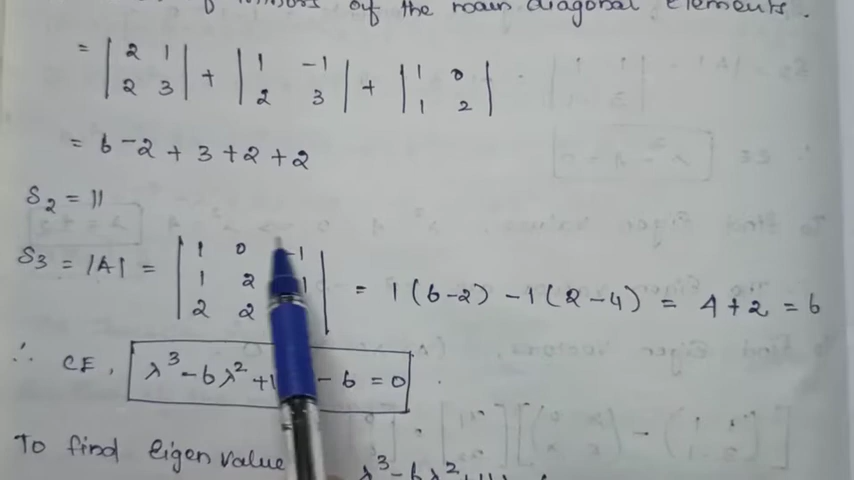 of the main diagonal elements.
= | 2 1 | + | 1 -1 | + | 1 0 |
| 2 3 | | 2 3 | | 1 2 |
= 6 - 2 + 3 + 2 + 2
S₂ = 11
S₃ = |A| = | 1 0 -1 | = 1(6-2) - 1(2-4) = 4 + 2 = 6
| 1 2 1 |
| 2 2
∴ CE, λ³ - 6λ² + 1 - 6 = 0.
To find eigen value λ³ - 6λ²